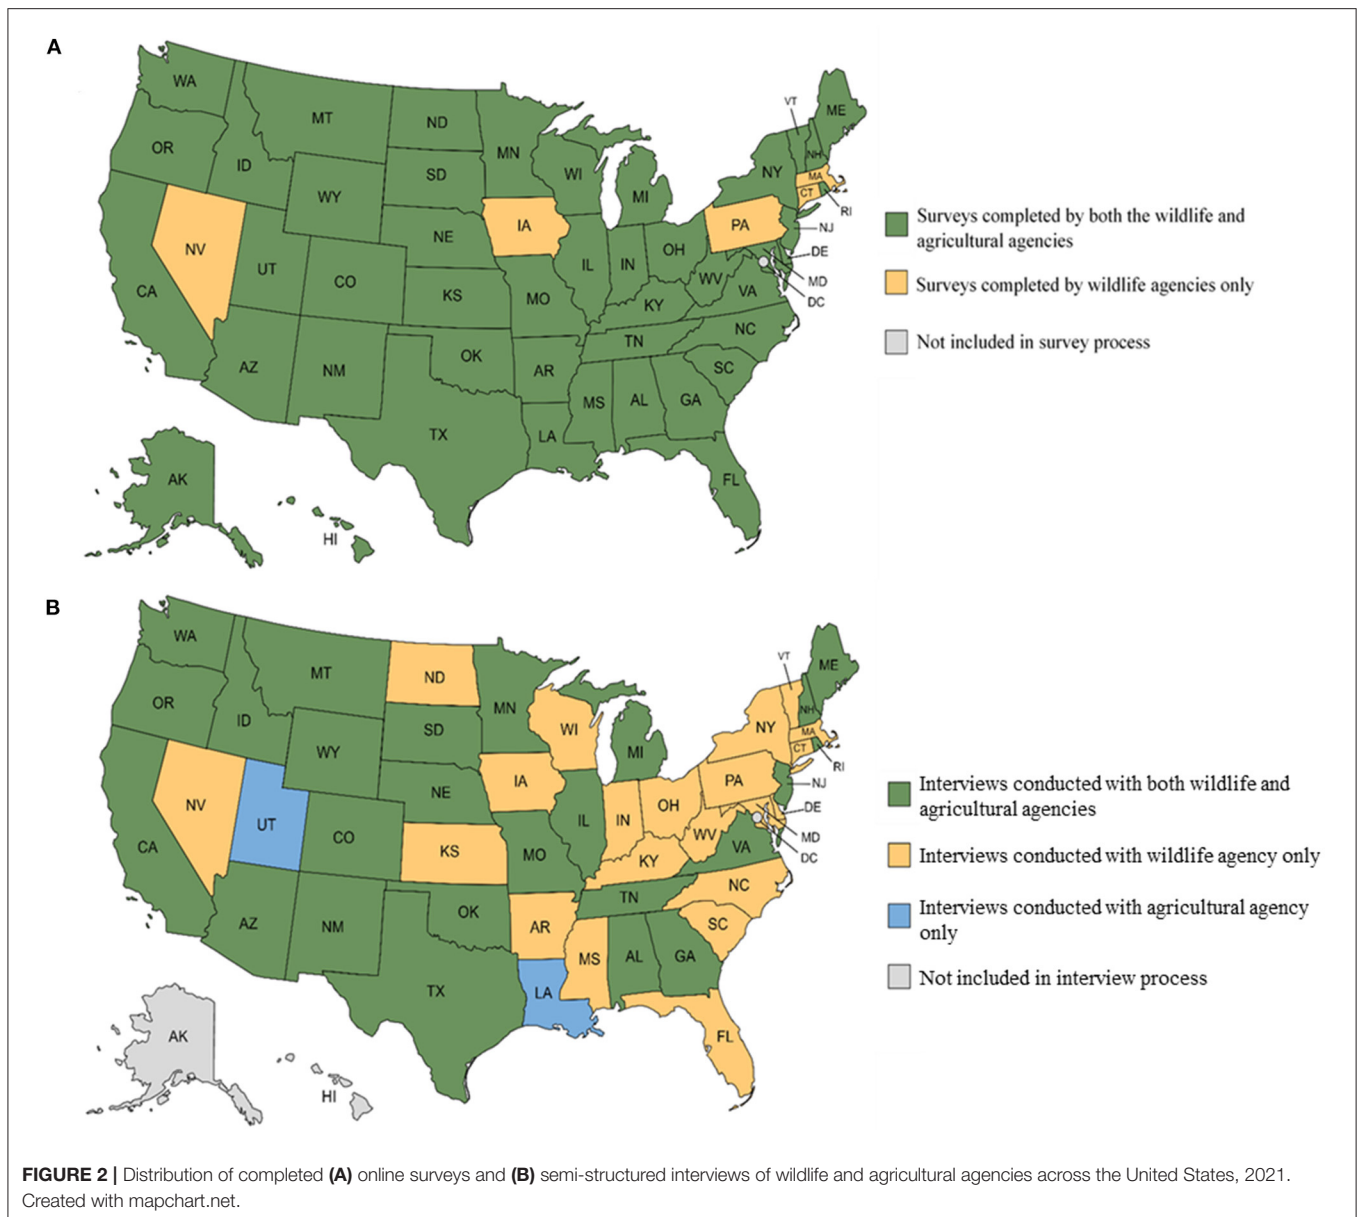 A
WA
MT
ND
MN
OR
ID
WY
SD
WI
MI
NY
VT
NH
ME
MA
CT
RI
NV
UT
CO
NE
IA
IL
IN
OH
PA
NJ
DE
MD
DC
WV
VA
CA
KS
MO
KY
NC
TN
AZ
NM
OK
AR
SC
MS
AL
GA
TX
LA
FL
AK
HI
Surveys completed by both the wildlife and
agricultural agencies
Surveys completed by wildlife agencies only
Not included in survey process
B
WA
MT
ND
MN
OR
ID
WY
SD
WI
MI
NY
VT
NH
ME
MA
CT
RI
NV
UT
CO
NE
IA
IL
IN
OH
PA
NJ
DE
MD
DC
WV
VA
CA
KS
MO
KY
NC
TN
AZ
NM
OK
AR
SC
MS
AL
GA
TX
LA
FL
AK
HI
Interviews conducted with both wildlife and
agricultural agencies
Interviews conducted with wildlife agency only
Interviews conducted with agricultural agency
only
Not included in interview process
FIGURE 2 | Distribution of completed (A) online surveys and (B) semi-structured interviews of wildlife and agricultural agencies across the United States, 2021.
Created with mapchart.net.